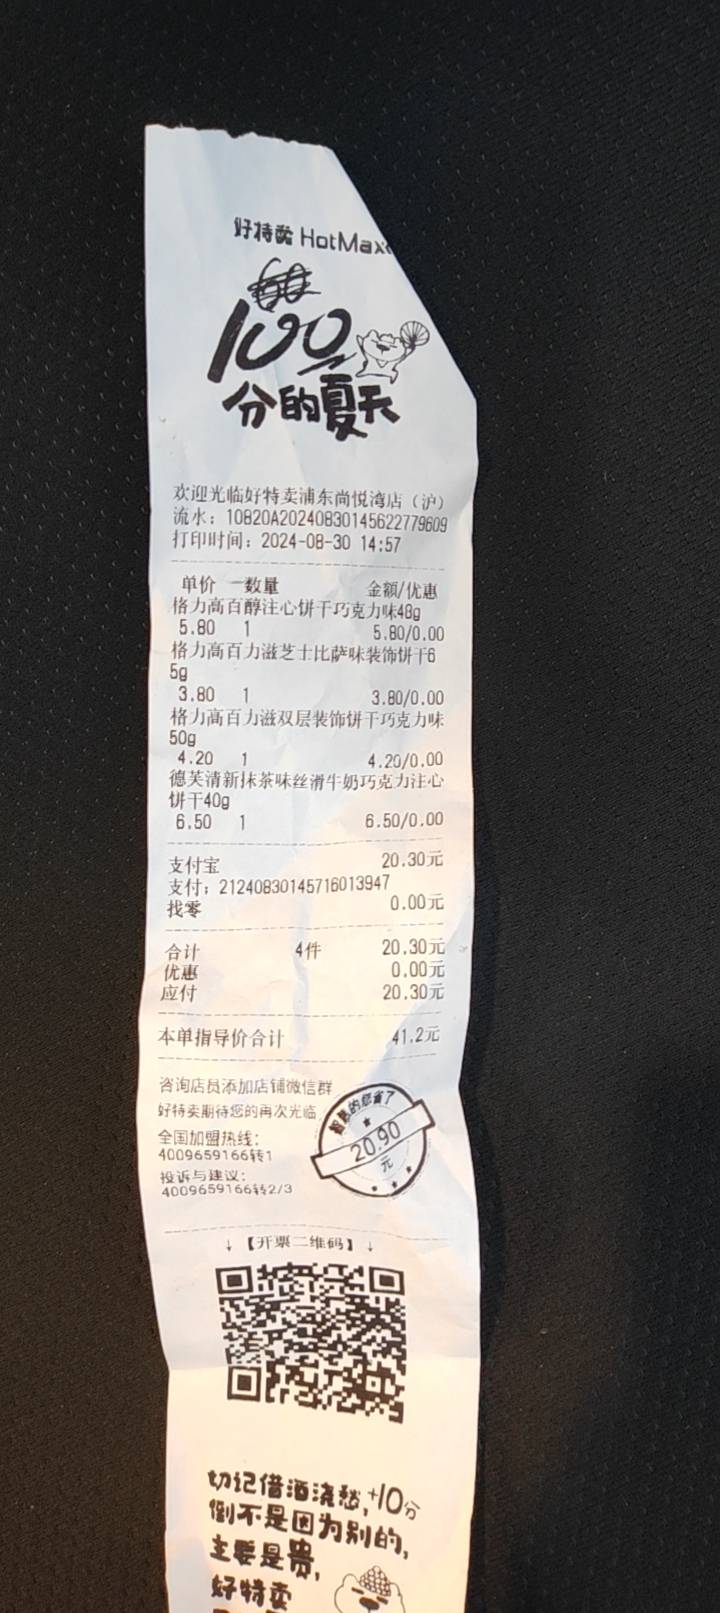 好特卖 HotMaxx
100
分的夏天
欢迎光临好特卖浦东尚悦湾店（沪）
流水：10820A20240830145622779609
打印时间：2024-08-30 14:57
单价 一数量 金额/优惠
格力高百醇注心饼干巧克力味48g
5.80 1 5.80/0.00
格力高百力滋芝士比萨味装饰饼干6
5g
3.80 1 3.80/0.00
格力高百力滋双层装饰饼干巧克力味
50g
4.20 1 4.20/0.00
德芙清新抹茶味丝滑牛奶巧克力注心
饼干40g
6.50 1 6.50/0.00
支付宝 20.30元
支付：21240830145716013947
找零 0.00元
合计 4件 20.30元
优惠 0.00元
应付 20.30元
本单指导价合计 41.2元
咨询店员添加店铺微信群
好特卖期待您的再次光临
全国加盟热线：
4009659166转1
投诉与建议：
4009659166转2/3
的您省了
20.90
元
↓【开票二维码】↓
切记借酒浇愁，+10分
倒不是因为别的，
主要是贵，
好特卖